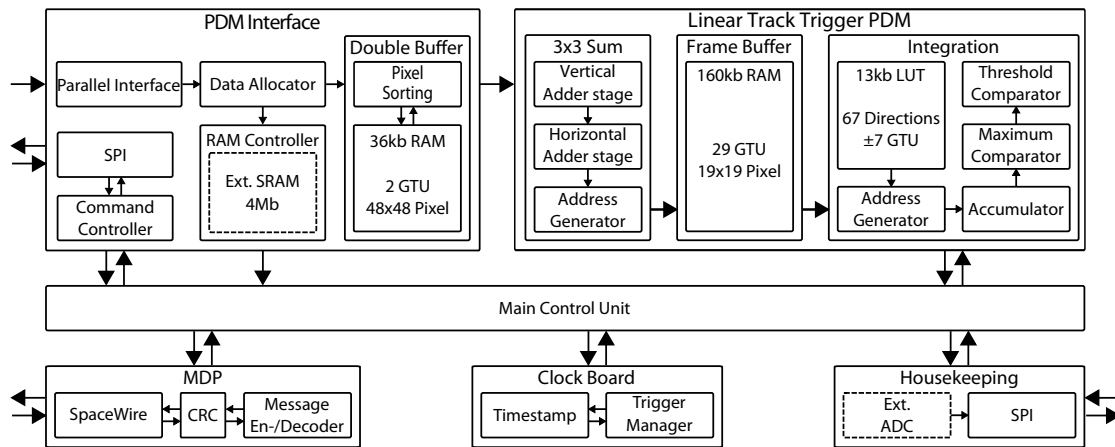 PDM Interface
Parallel Interface
Data Allocator
Double Buffer
Pixel
Sorting
36kb RAM
2 GTU
48x48 Pixel
SPI
Command
Controller
RAM Controller
Ext. SRAM
4Mb
Linear Track Trigger PDM
3x3 Sum
Vertical
Adder stage
Horizontal
Adder stage
Address
Generator
Frame Buffer
160kb RAM
29 GTU
19x19 Pixel
Integration
13kb LUT
67 Directions
±7 GTU
Address
Generator
Threshold
Comparator
Maximum
Comparator
Accumulator
Main Control Unit
MDP
SpaceWire
CRC
Message
En-/Decoder
Clock Board
Timestamp
Trigger
Manager
Housekeeping
Ext.
ADC
SPI